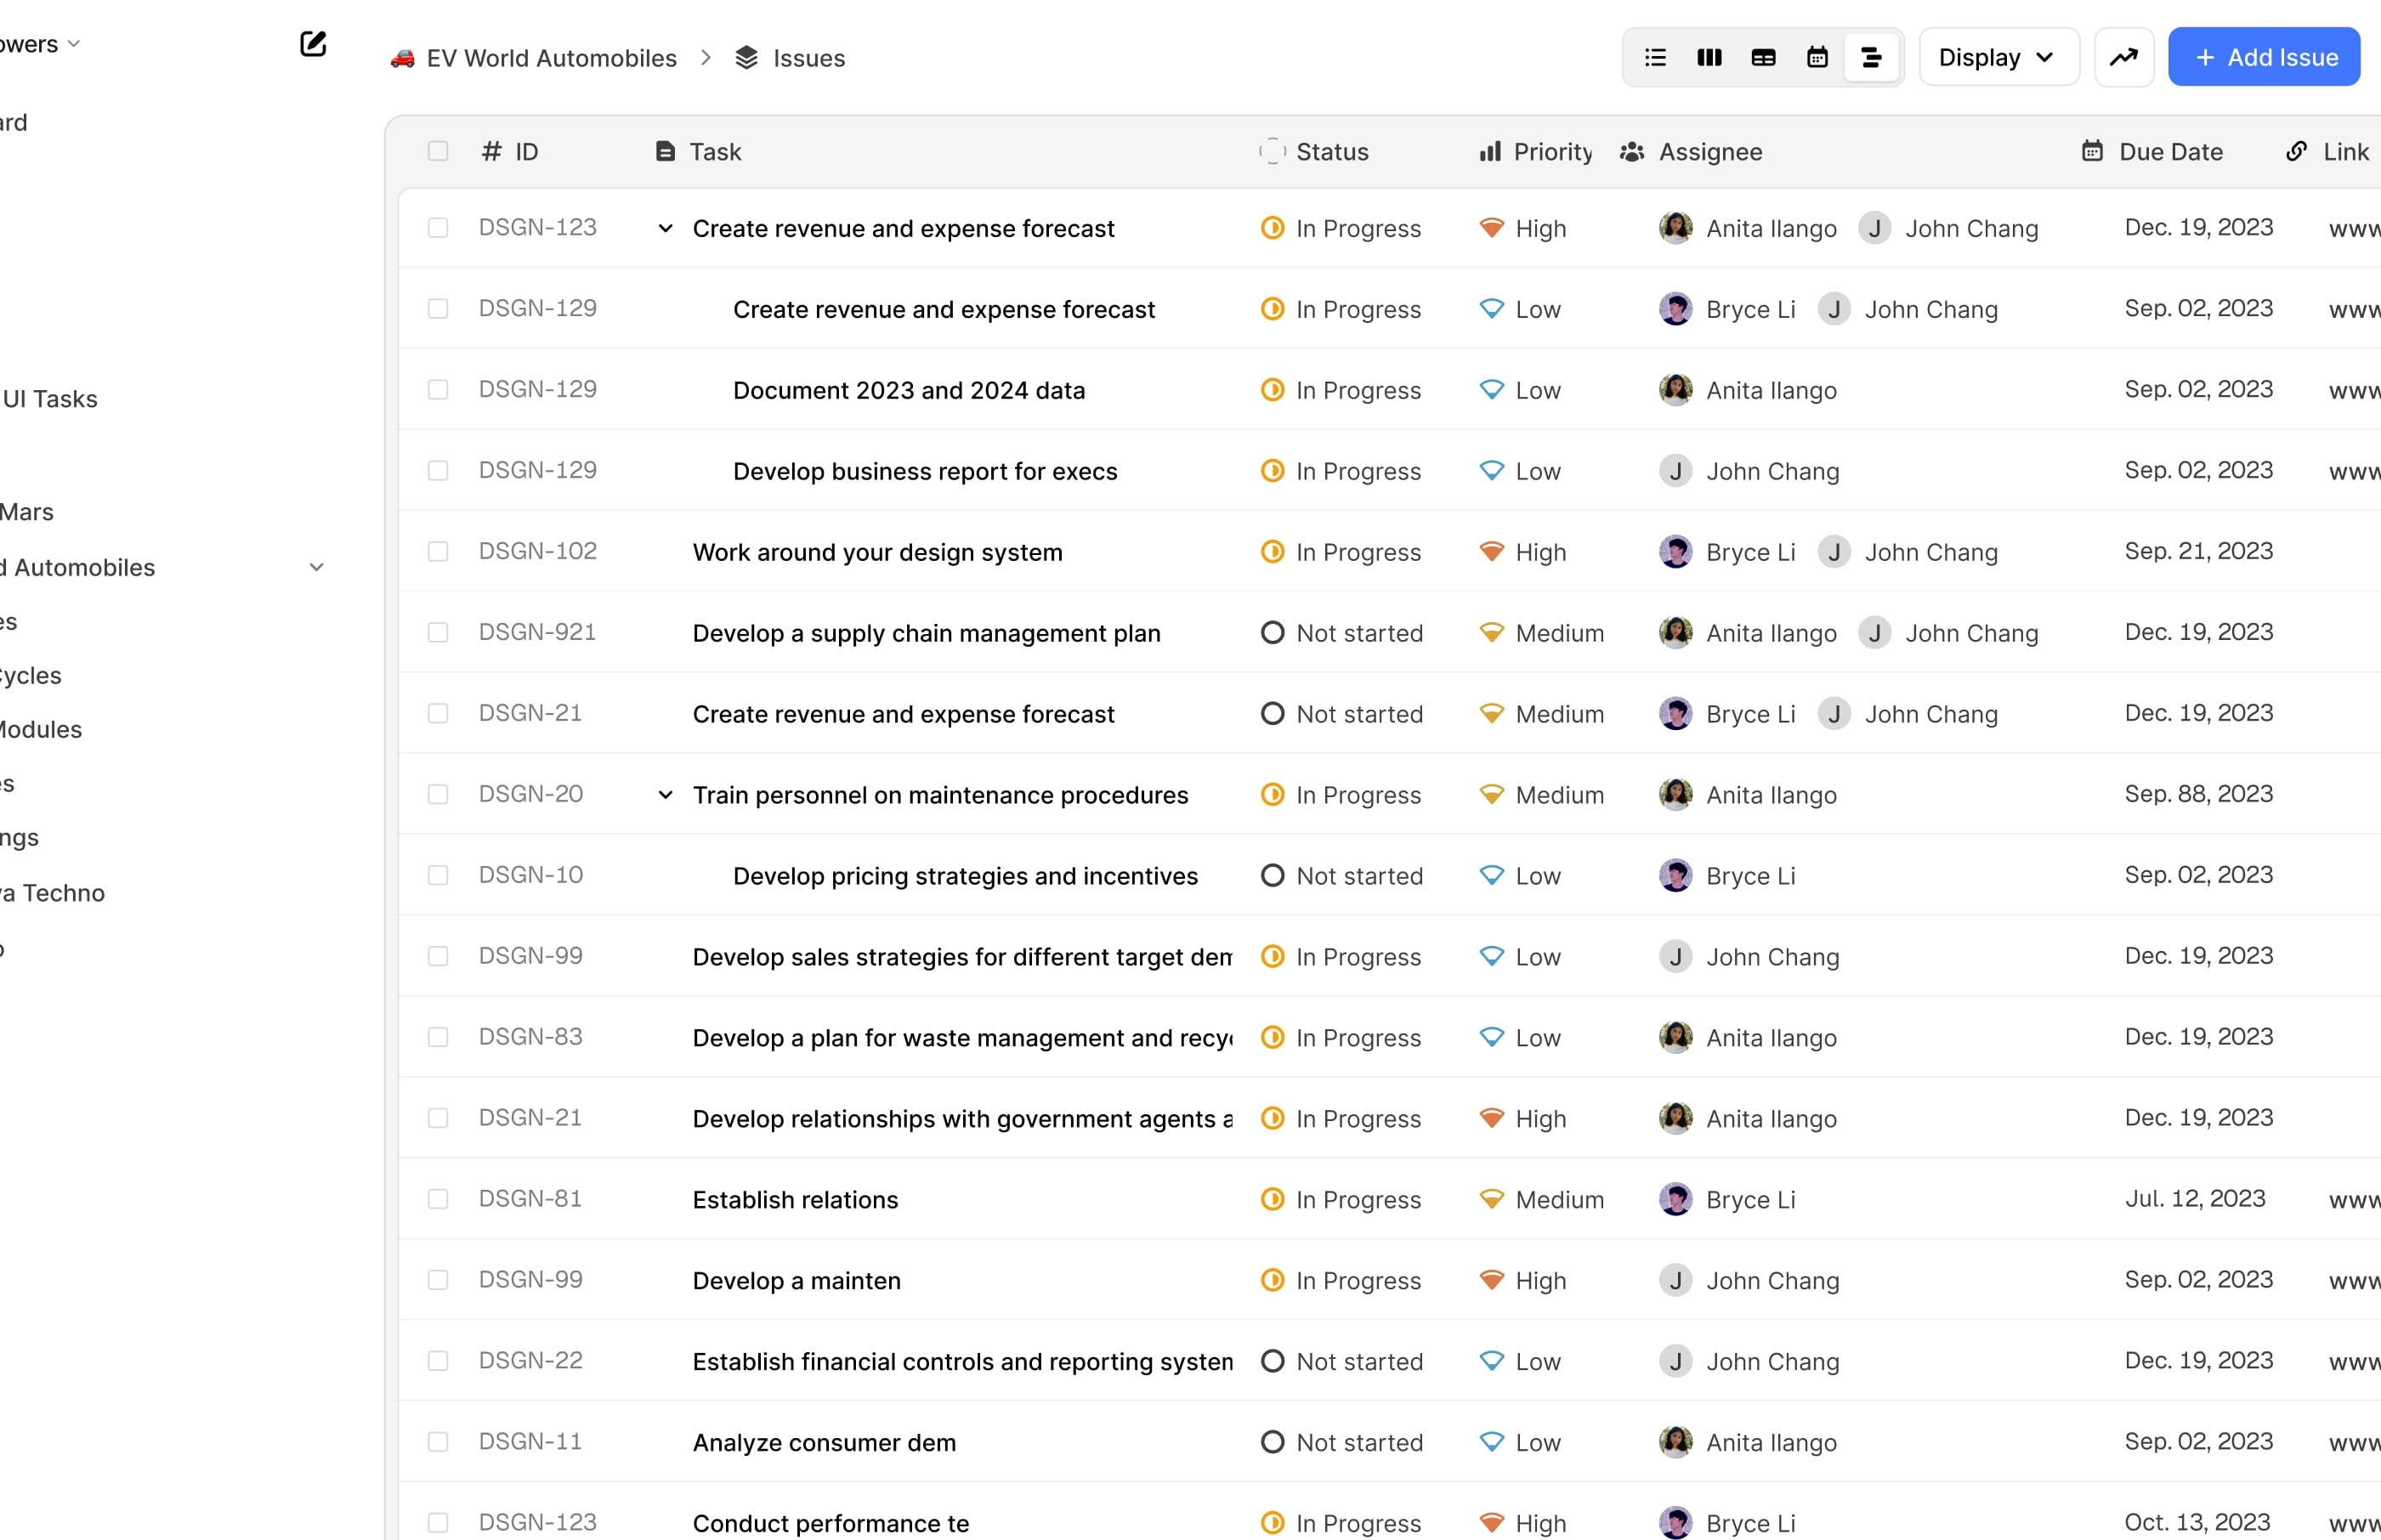 owers
ard
UI Tasks
Mars
d Automobiles
es
Cycles
Modules
es
ngs
va Techno
o
EV World Automobiles > Issues
Display
+ Add Issue
# ID Task Status Priority Assignee Due Date Link
DSGN-123 Create revenue and expense forecast In Progress High Anita Ilango J John Chang Dec. 19, 2023 www
DSGN-129 Create revenue and expense forecast In Progress Low Bryce Li J John Chang Sep. 02, 2023 www
DSGN-129 Document 2023 and 2024 data In Progress Low Anita Ilango Sep. 02, 2023 www
DSGN-129 Develop business report for execs In Progress Low J John Chang Sep. 02, 2023 www
DSGN-102 Work around your design system In Progress High Bryce Li J John Chang Sep. 21, 2023
DSGN-921 Develop a supply chain management plan Not started Medium Anita Ilango J John Chang Dec. 19, 2023
DSGN-21 Create revenue and expense forecast Not started Medium Bryce Li J John Chang Dec. 19, 2023
DSGN-20 Train personnel on maintenance procedures In Progress Medium Anita Ilango Sep. 88, 2023
DSGN-10 Develop pricing strategies and incentives Not started Low Bryce Li Sep. 02, 2023
DSGN-99 Develop sales strategies for different target dem In Progress Low J John Chang Dec. 19, 2023
DSGN-83 Develop a plan for waste management and recyc In Progress Low Anita Ilango Dec. 19, 2023
DSGN-21 Develop relationships with government agents a In Progress High Anita Ilango Dec. 19, 2023
DSGN-81 Establish relations In Progress Medium Bryce Li Jul. 12, 2023 www
DSGN-99 Develop a mainten In Progress High J John Chang Sep. 02, 2023 www
DSGN-22 Establish financial controls and reporting system Not started Low J John Chang Dec. 19, 2023 www
DSGN-11 Analyze consumer dem Not started Low Anita Ilango Sep. 02, 2023 www
DSGN-123 Conduct performance te In Progress High Bryce Li Oct. 13, 2023 www